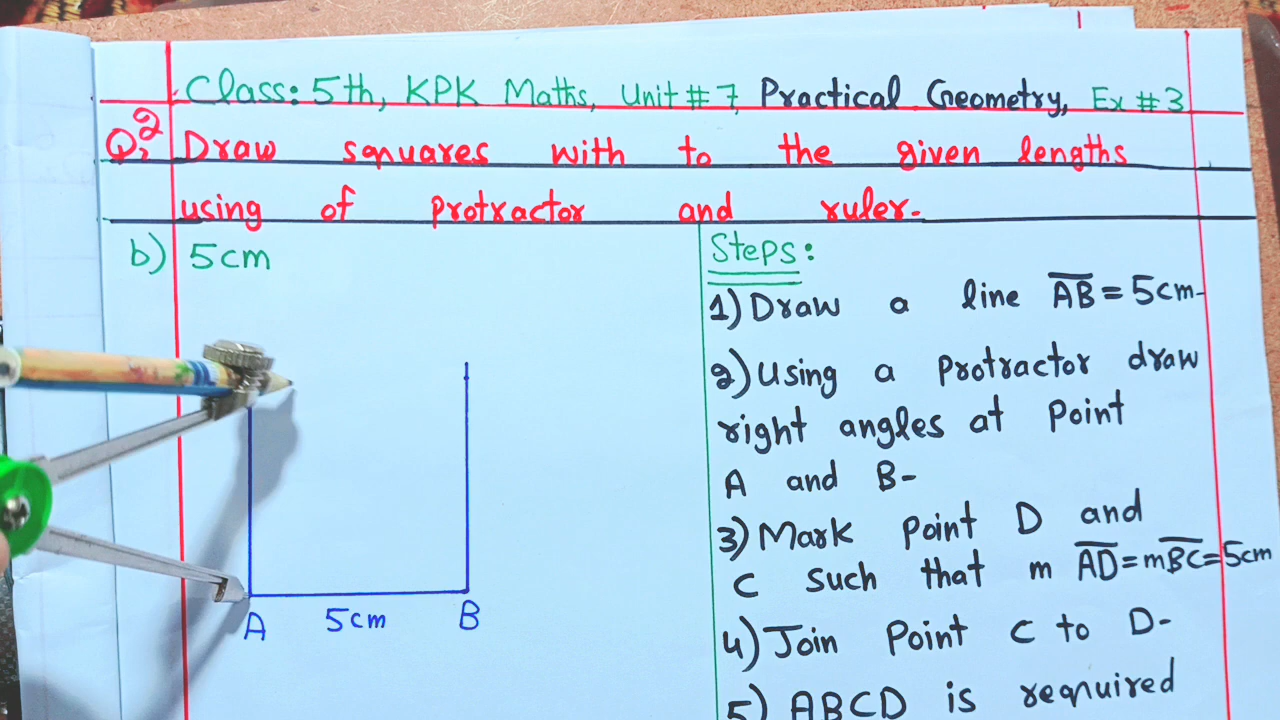 Class: 5th, KPK Maths, Unit # 7, Practical Geometry, Ex # 3
Q2, Draw squares with to the given lengths
using of protractor and ruler.
b) 5cm
A 5cm B
Steps:
1) Draw a line AB = 5cm-
2) Using a protractor draw
right angles at Point
A and B-
3) Mark Point D and
C such that m AD = mBC = 5cm
4) Join Point C to D-
5) ABCD is required